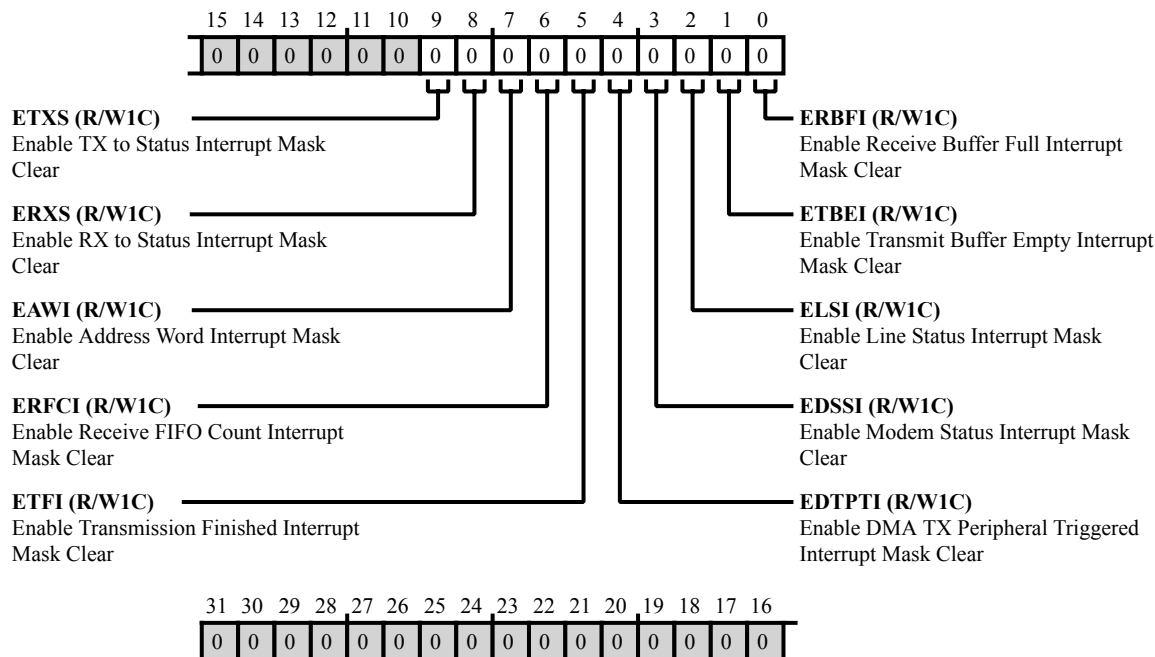 15 14 13 12 11 10 9 8 7 6 5 4 3 2 1 0
0 0 0 0 0 0 0 0 0 0 0 0 0 0 0 0
ETXS (R/W1C)
Enable TX to Status Interrupt Mask
Clear
ERXS (R/W1C)
Enable RX to Status Interrupt Mask
Clear
EAWI (R/W1C)
Enable Address Word Interrupt Mask
Clear
ERFCI (R/W1C)
Enable Receive FIFO Count Interrupt
Mask Clear
ETFI (R/W1C)
Enable Transmission Finished Interrupt
Mask Clear
ERBFI (R/W1C)
Enable Receive Buffer Full Interrupt
Mask Clear
ETBEI (R/W1C)
Enable Transmit Buffer Empty Interrupt
Mask Clear
ELSI (R/W1C)
Enable Line Status Interrupt Mask
Clear
EDSSI (R/W1C)
Enable Modem Status Interrupt Mask
Clear
EDTPTI (R/W1C)
Enable DMA TX Peripheral Triggered
Interrupt Mask Clear
31 30 29 28 27 26 25 24 23 22 21 20 19 18 17 16
0 0 0 0 0 0 0 0 0 0 0 0 0 0 0 0